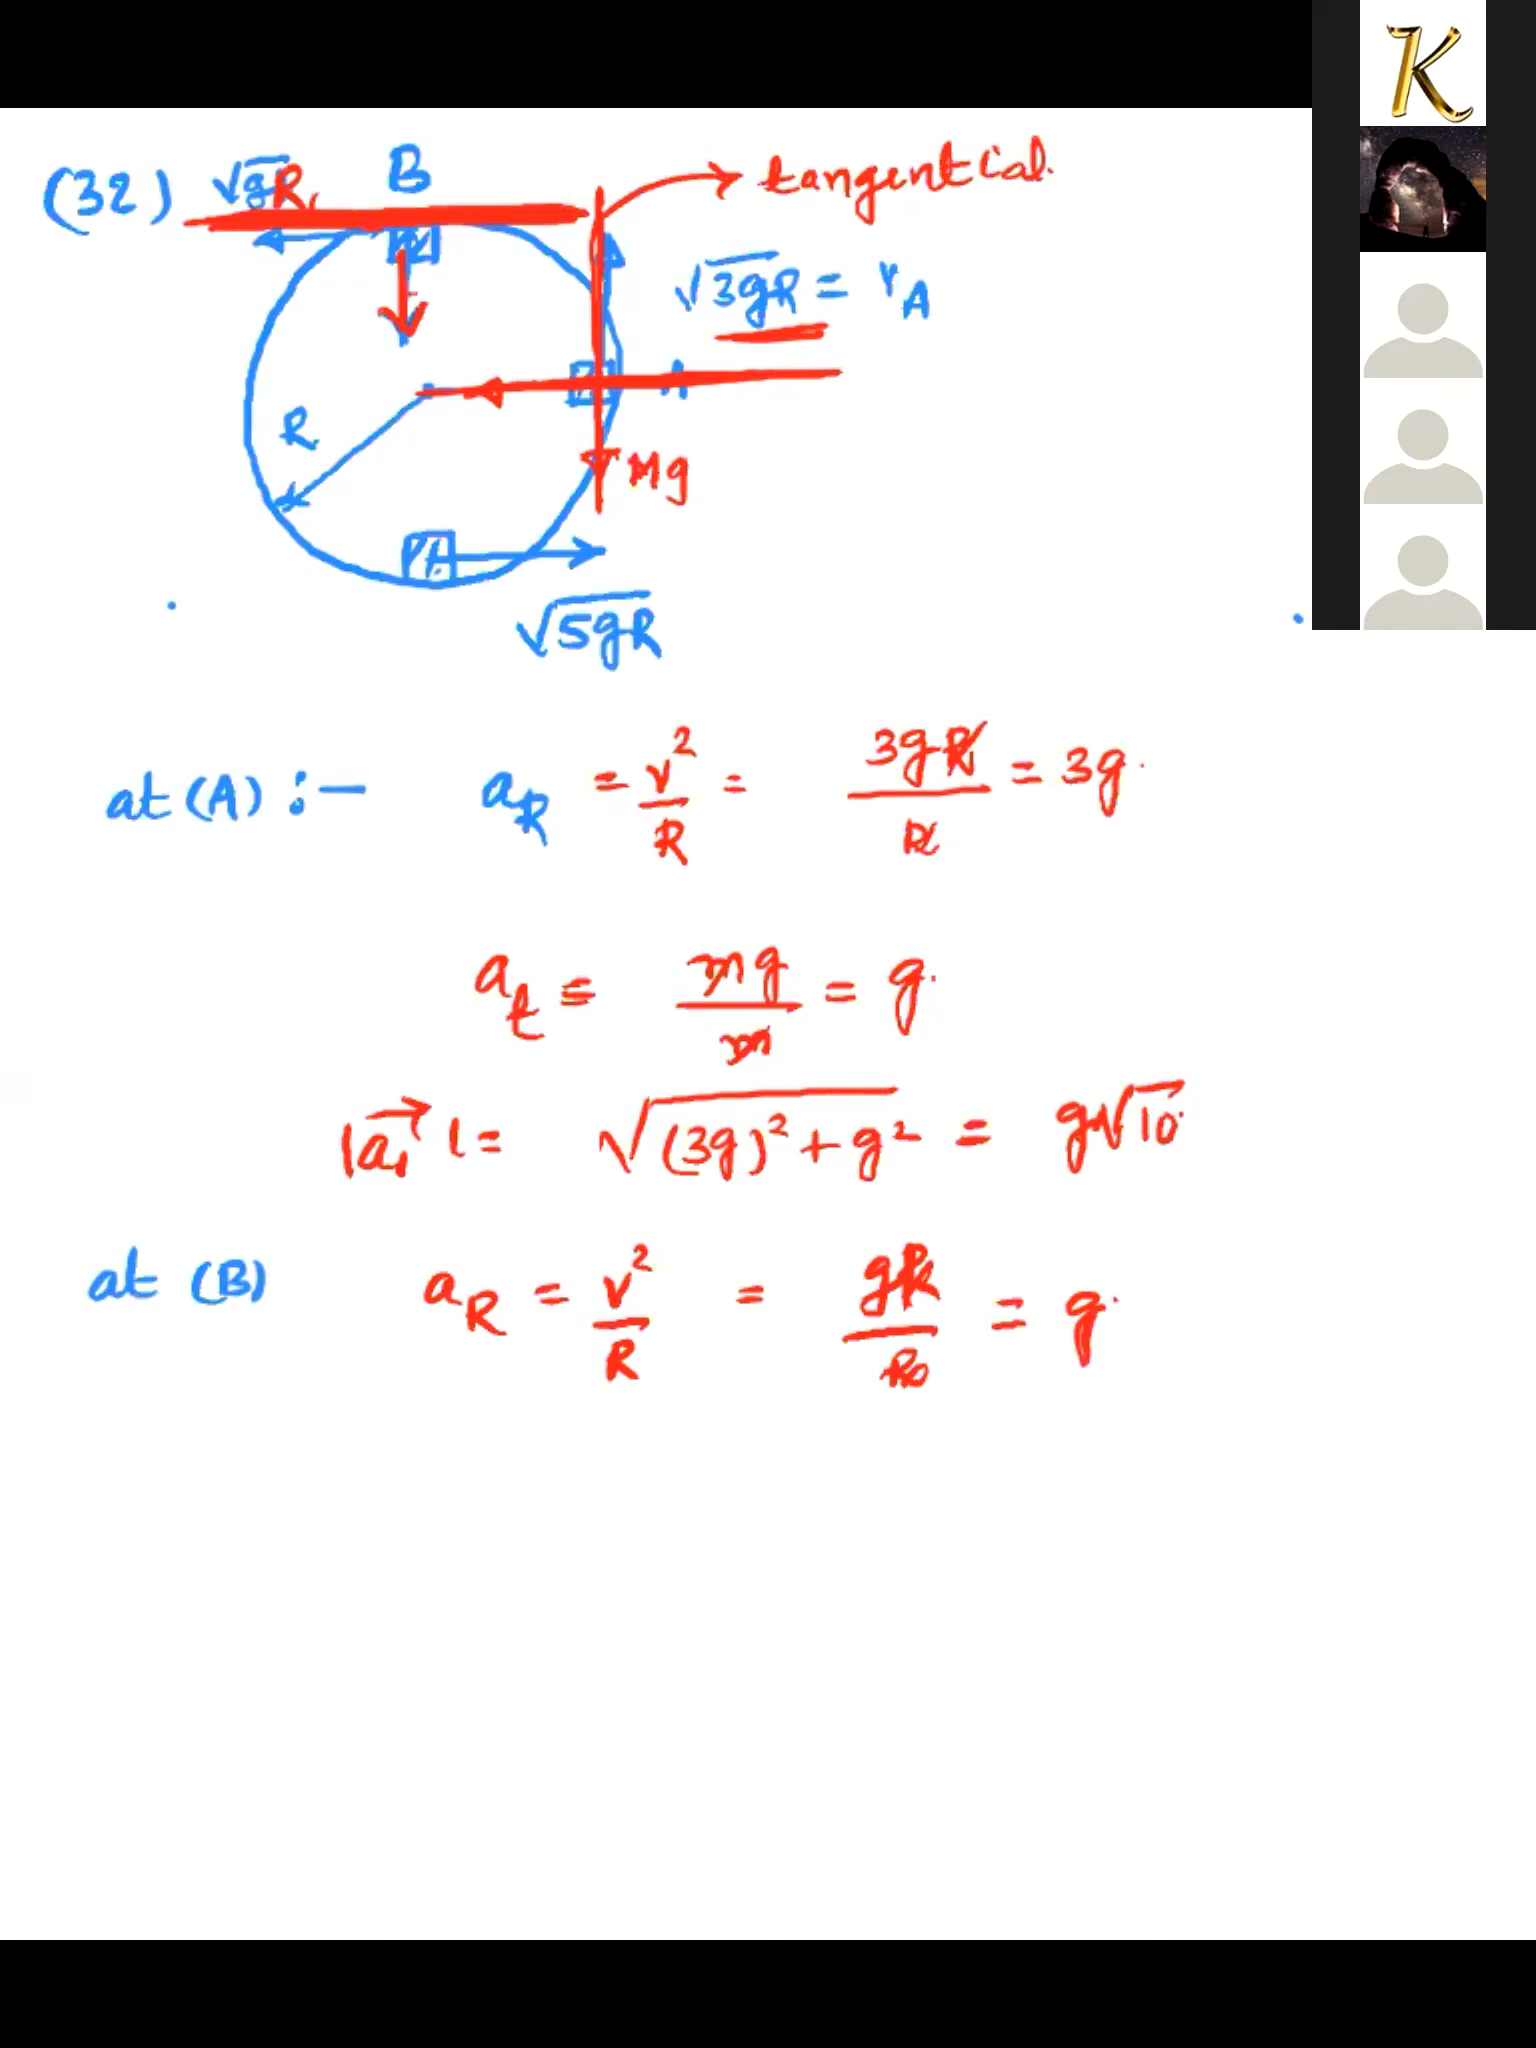 K
(32) √gR B → tangential.
√3gR = vA
A
R
mg
√5gR
at (A) :- aR = v²/R = 3gR/R = 3g.
at = mg/m = g.
|a₁⃗| = √(3g)² + g² = g√10
at (B) aR = v²/R = gR/R = g.